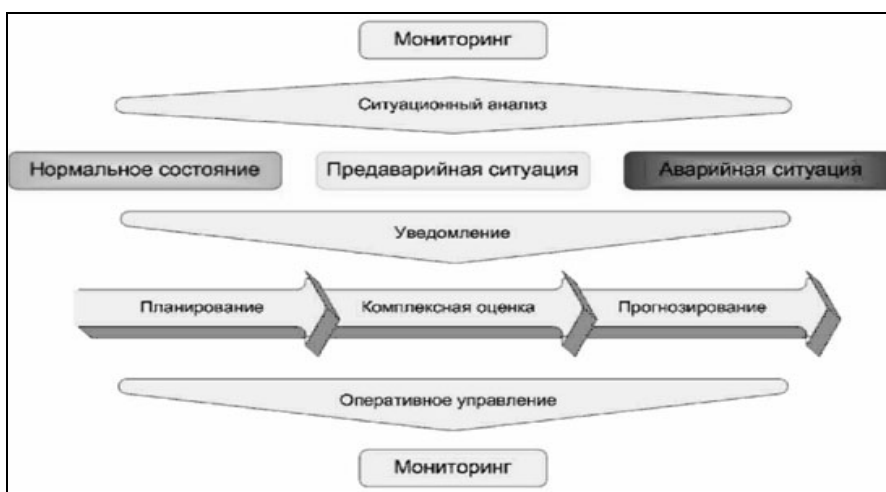 Мониторинг
Ситуационный анализ
Нормальное состояние
Предаварийная ситуация
Аварийная ситуация
Уведомление
Планирование
Комплексная оценка
Прогнозирование
Оперативное управление
Мониторинг